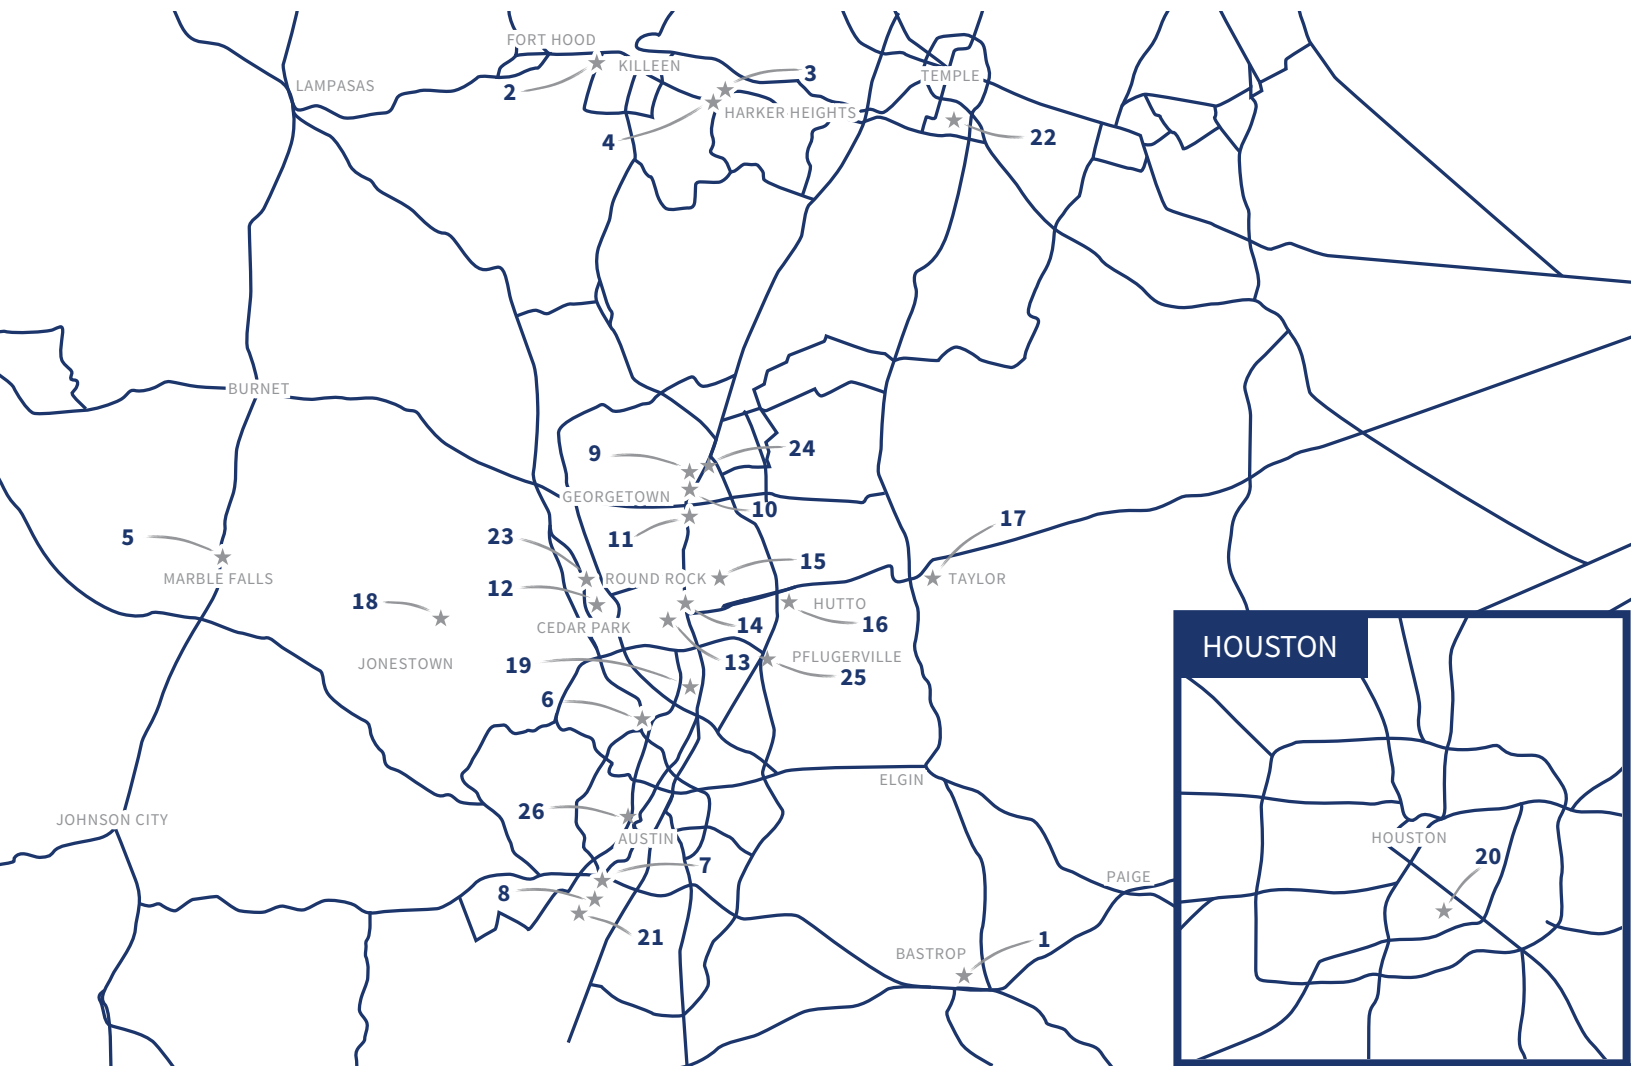 FORT HOOD
KILLEEN
3
TEMPLE
LAMPASAS
2
HARKER HEIGHTS
4
22
BURNET
9
24
GEORGETOWN
10
17
5
23
11
15
MARBLE FALLS
ROUND ROCK
TAYLOR
12
18
HUTTO
CEDAR PARK
14
16
HOUSTON
JONESTOWN
19
13
PFLUGERVILLE
25
6
ELGIN
26
JOHNSON CITY
AUSTIN
HOUSTON
20
7
PAIGE
8
21
1
BASTROP